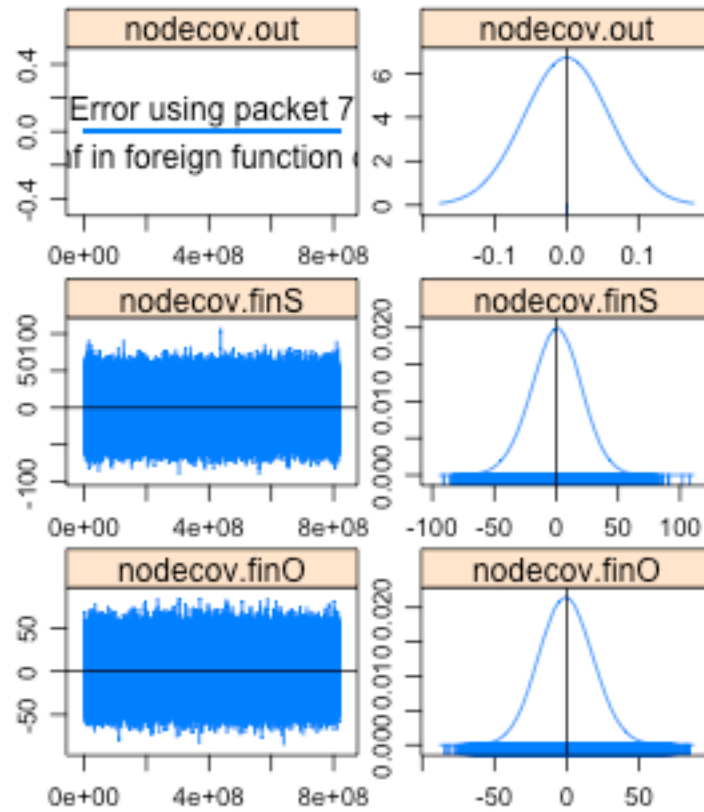 nodecov.out
nodecov.out
0.4
0.0
-0.4
Error using packet 7
in foreign function
0e+00 4e+08 8e+08
6
4
2
0
-0.1 0.0 0.1
nodecov.finS
nodecov.finS
50100
0
-100
0e+00 4e+08 8e+08
0.020
0.010
0.000
-100 -50 0 50 100
nodecov.finO
nodecov.finO
50
0
-50
0e+00 4e+08 8e+08
0.020
0.010
0.000
-50 0 50